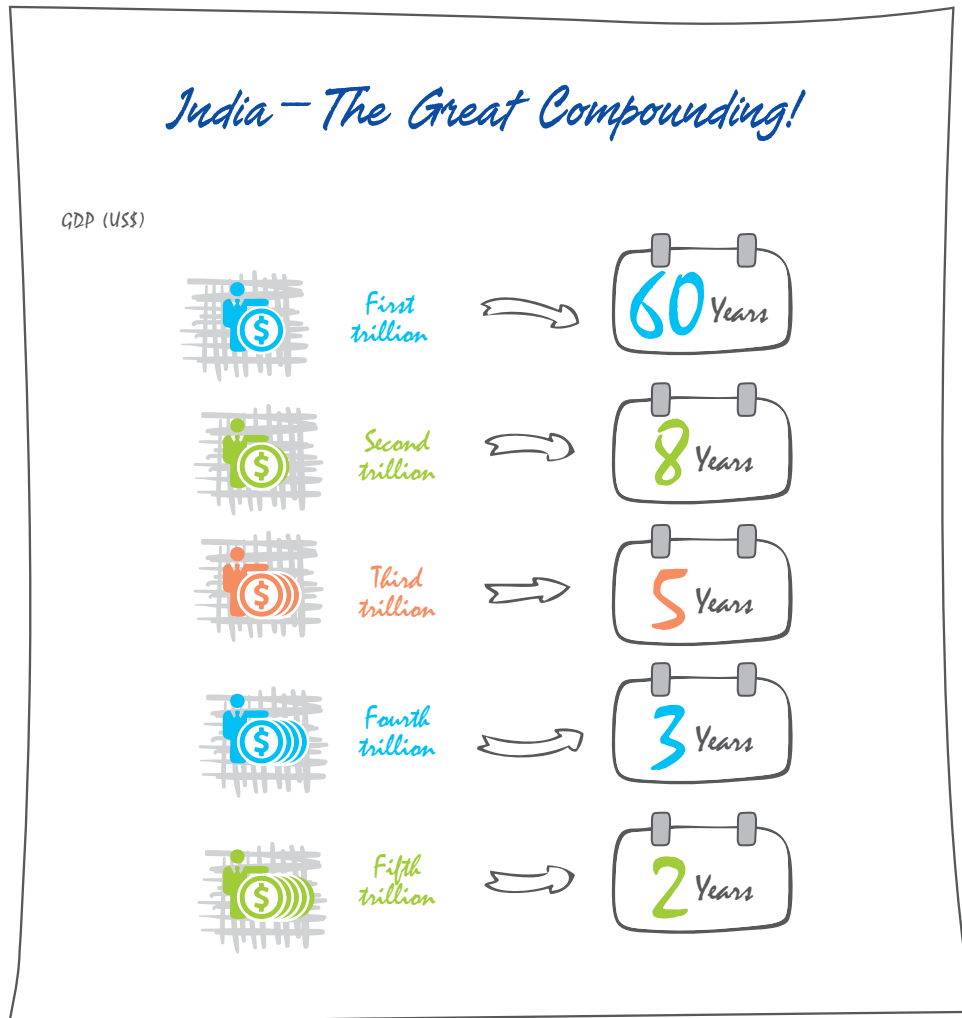 India – The Great Compounding!
GDP (US$)
First
trillion
60 Years
Second
trillion
8 Years
Third
trillion
5 Years
Fourth
trillion
3 Years
Fifth
trillion
2 Years